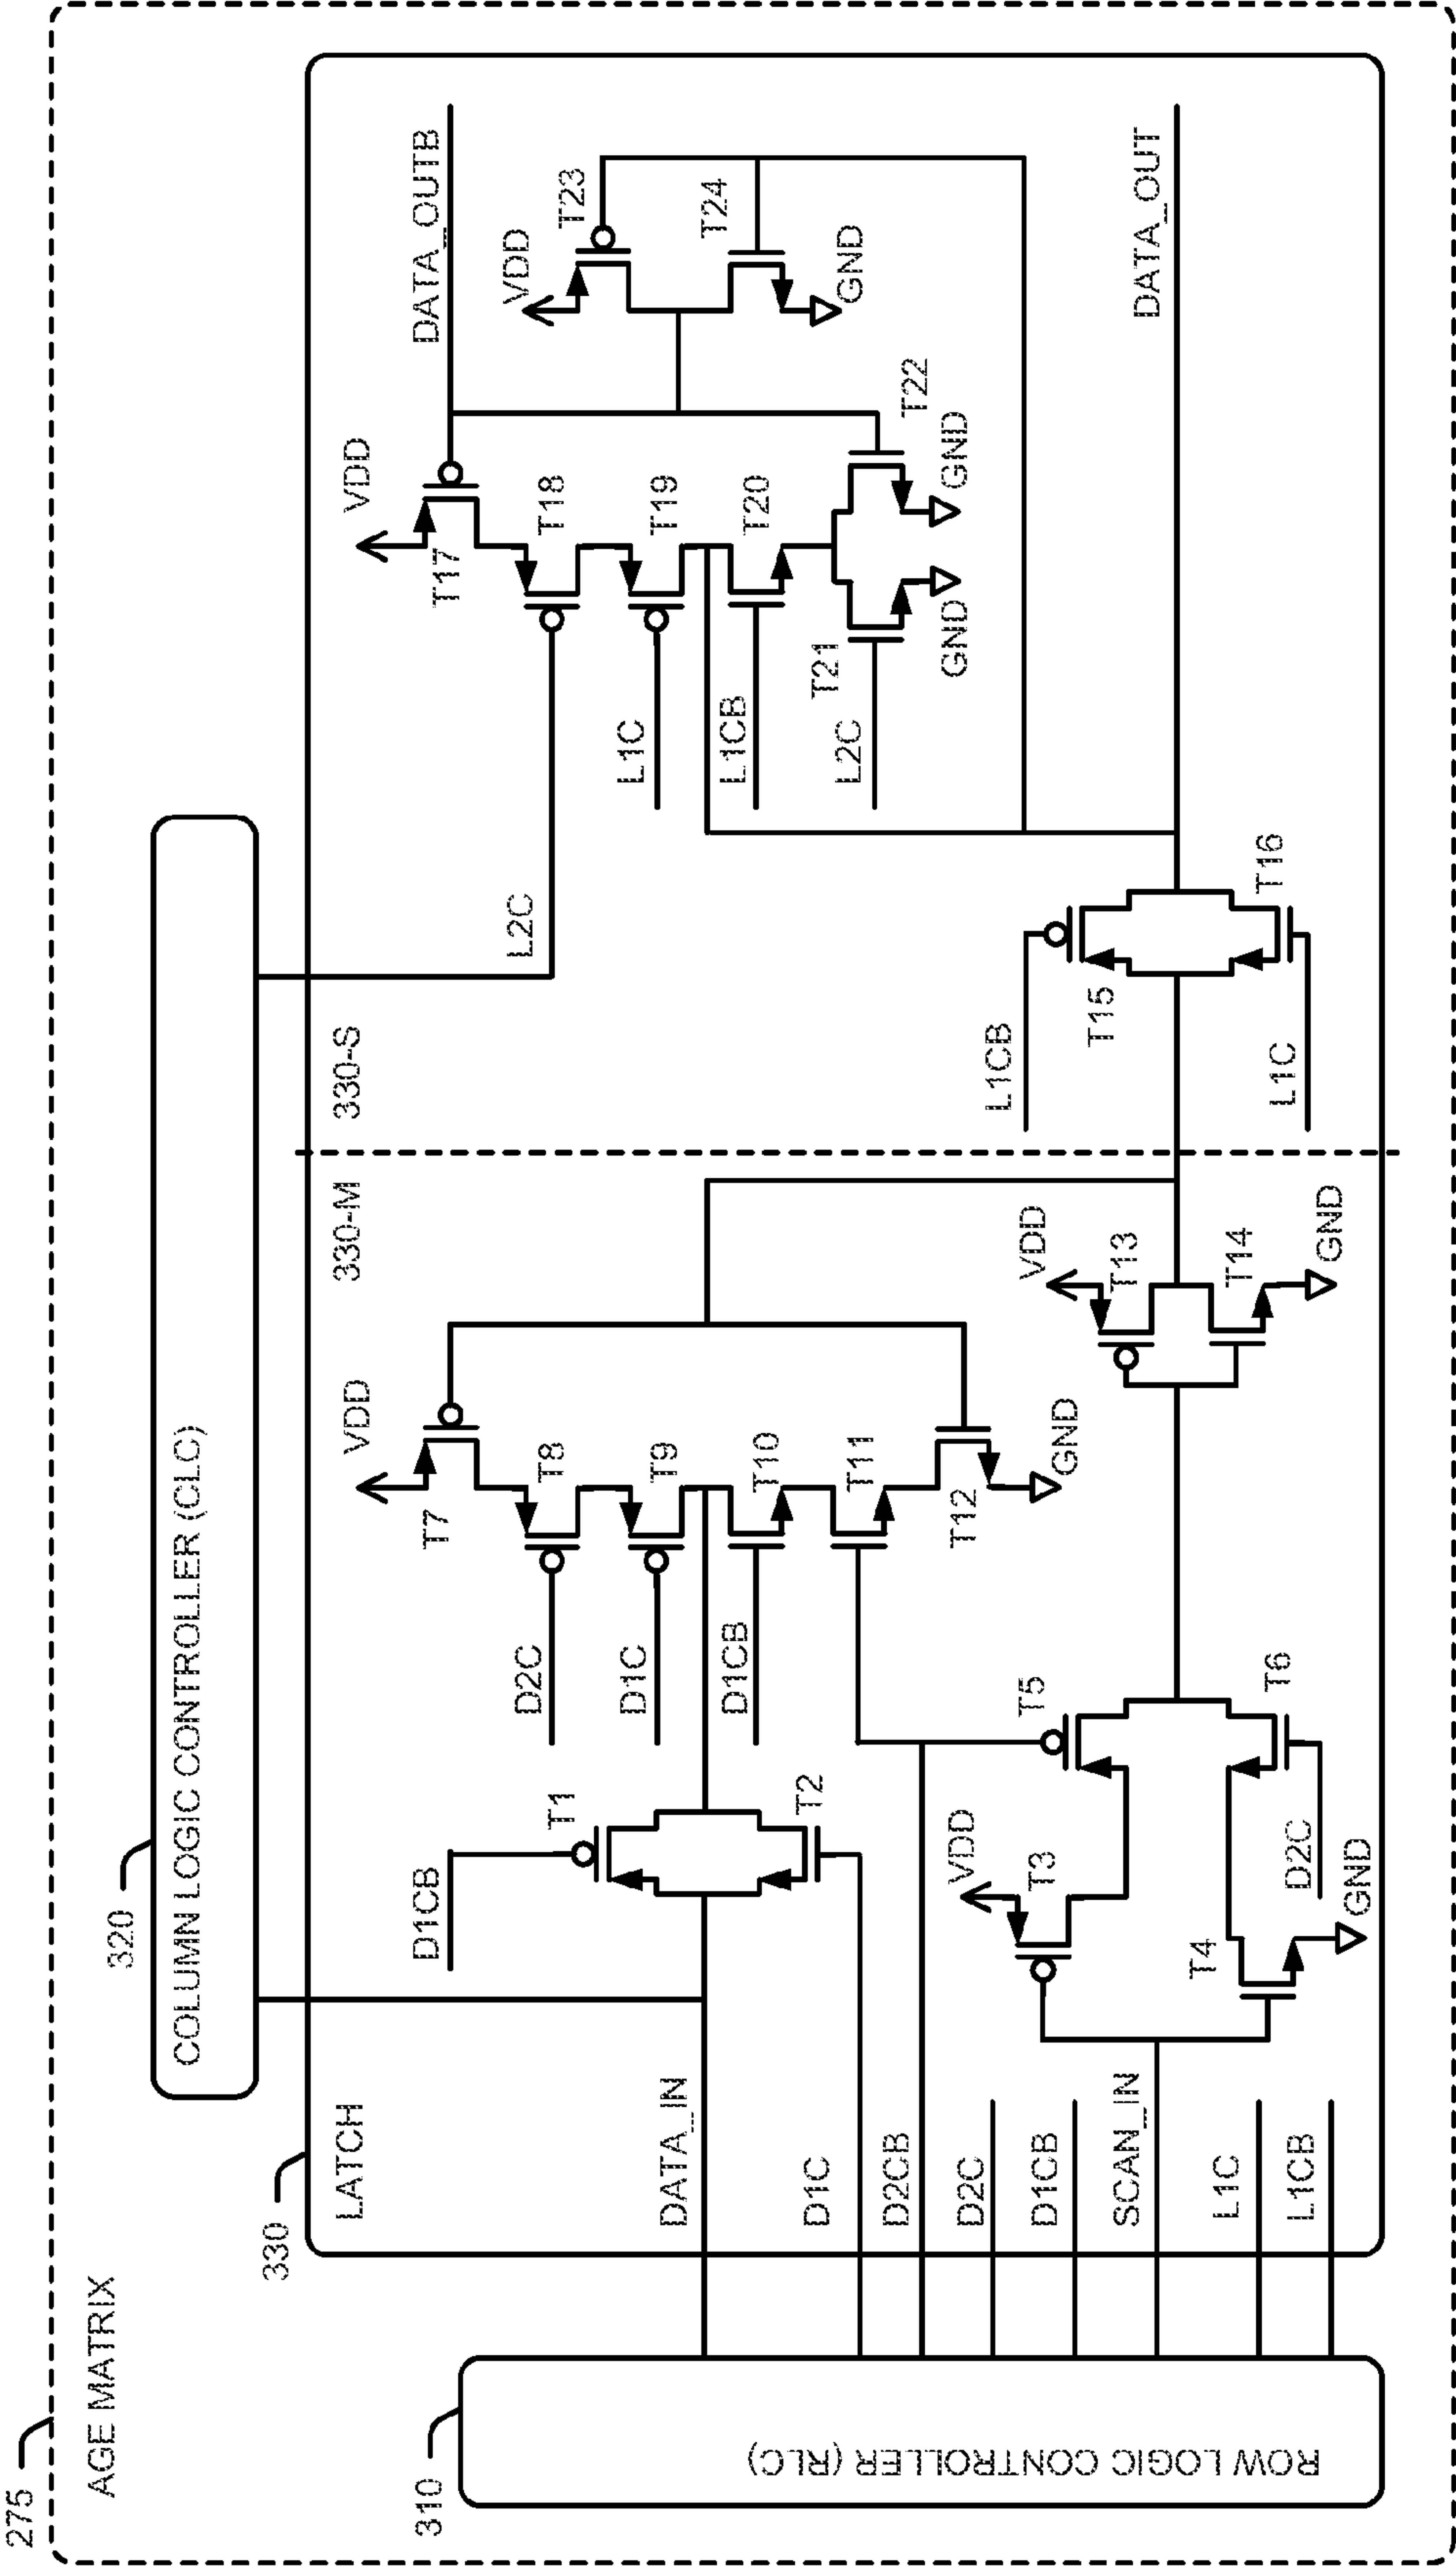 275
AGE MATRIX
320
COLUMN LOGIC CONTROLLER (CLC)
310
ROW LOGIC CONTROLLER (RLC)
330
LATCH
330-M
330-S
DATA_IN
D1C
D2CB
D2C
D1CB
SCAN_IN
L1C
L1CB
D1CB
T1
T2
VDD
T3
T4
GND
T5
T6
D2C
VDD
T7
D2C
T8
D1C
T9
D1CB
T10
T11
T12
GND
VDD
T13
T14
GND
L2C
L1CB
T15
L1C
T16
VDD
T17
T18
L1C
T19
L1CB
T20
L2C
T21
GND
T22
GND
DATA_OUTB
VDD
T23
T24
GND
DATA_OUT